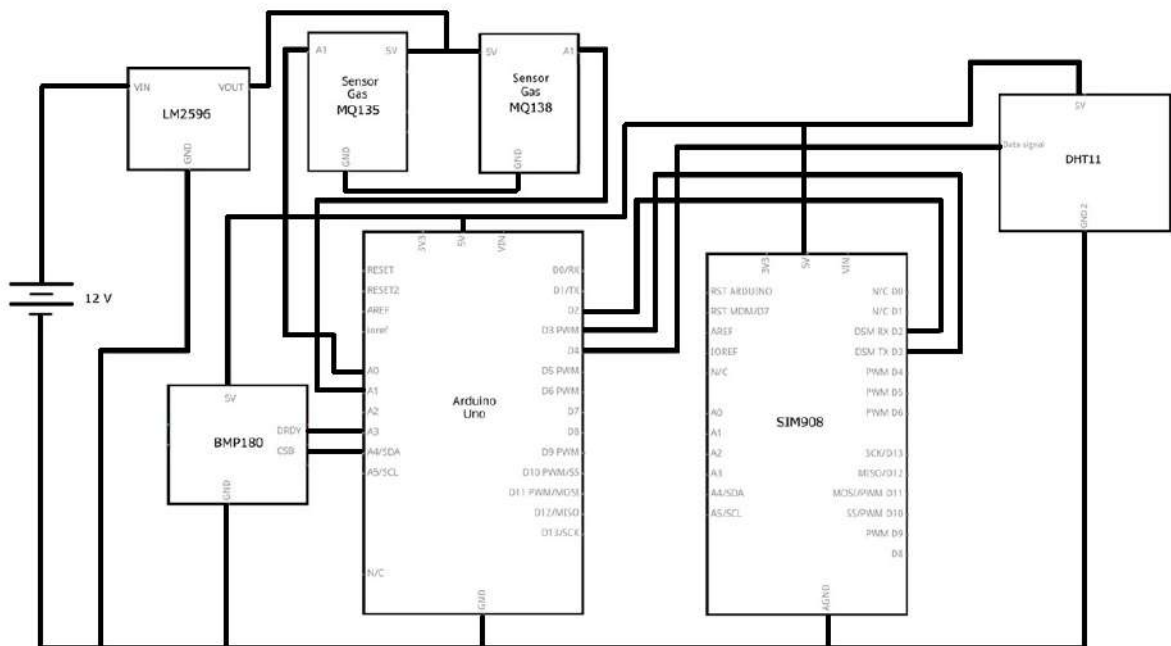 A1
5V
Sensor
Gas
MQ135
GND
5V
A1
Sensor
Gas
MQ138
GND
VIN
VOUT
LM2596
GND
5V
Data signal
DHT11
GND2
12 V
3V3
5V
VIN
RESET
RESET2
AREF
Ioref
A0
A1
A2
A3
A4/SDA
A5/SCL
N/C
Arduino
Uno
D0/RX
D1/TX
D2
D3 PWM
D4
D5 PWM
D6 PWM
D7
D8
D9 PWM
D10 PWM/SS
D11 PWM/MOSI
D12/MISO
D13/SCK
GND
5V
BMP180
DRDY
CSB
GND
3V3
5V
VIN
RST ARDUINO
RST MDM/D7
AREF
IOREF
N/C
A0
A1
A2
A3
A4/SDA
A5/SCL
SIM908
N/C D0
N/C D1
DSM RX D2
DSM TX D3
PWM D4
PWM D5
PWM D6
SCK/D13
MISO/D12
MOSI/PWM D11
SS/PWM D10
PWM D9
D8
AGND